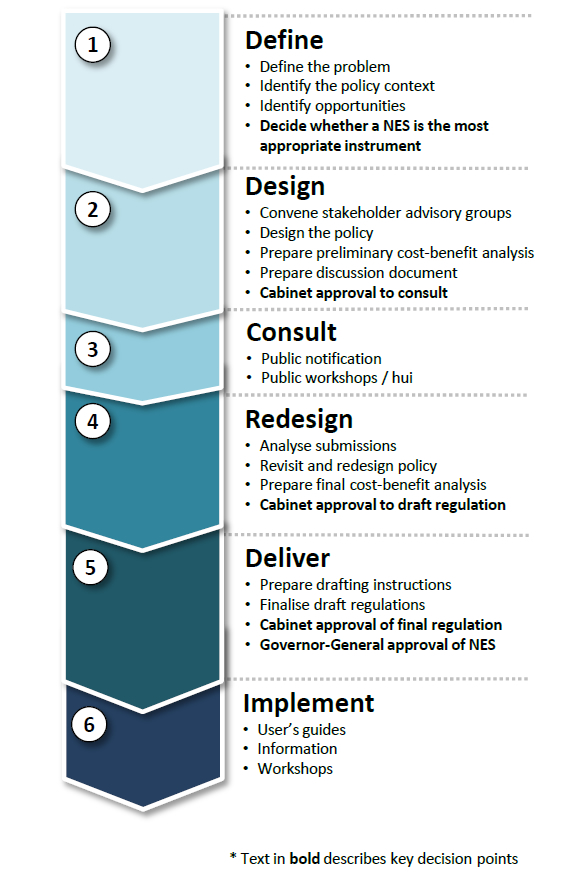 1
Define
• Define the problem
• Identify the policy context
• Identify opportunities
• Decide whether a NES is the most
appropriate instrument
2
Design
• Convene stakeholder advisory groups
• Design the policy
• Prepare preliminary cost-benefit analysis
• Prepare discussion document
• Cabinet approval to consult
3
Consult
• Public notification
• Public workshops / hui
4
Redesign
• Analyse submissions
• Revisit and redesign policy
• Prepare final cost-benefit analysis
• Cabinet approval to draft regulation
5
Deliver
• Prepare drafting instructions
• Finalise draft regulations
• Cabinet approval of final regulation
• Governor-General approval of NES
6
Implement
• User’s guides
• Information
• Workshops
* Text in bold describes key decision points